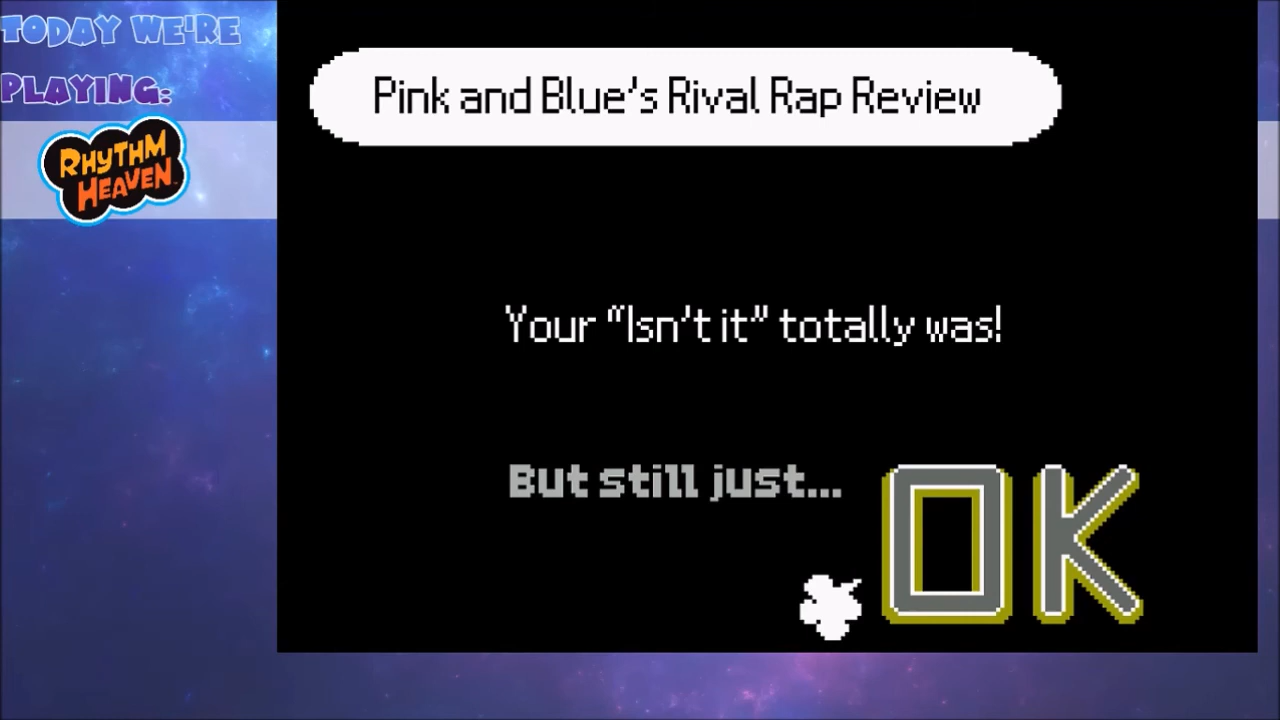 TODAY WE'RE
PLAYING:
RHYTHM
HEAVEN™
Pink and Blue's Rival Rap Review
Your “Isn't it” totally was!
But still just...
OK